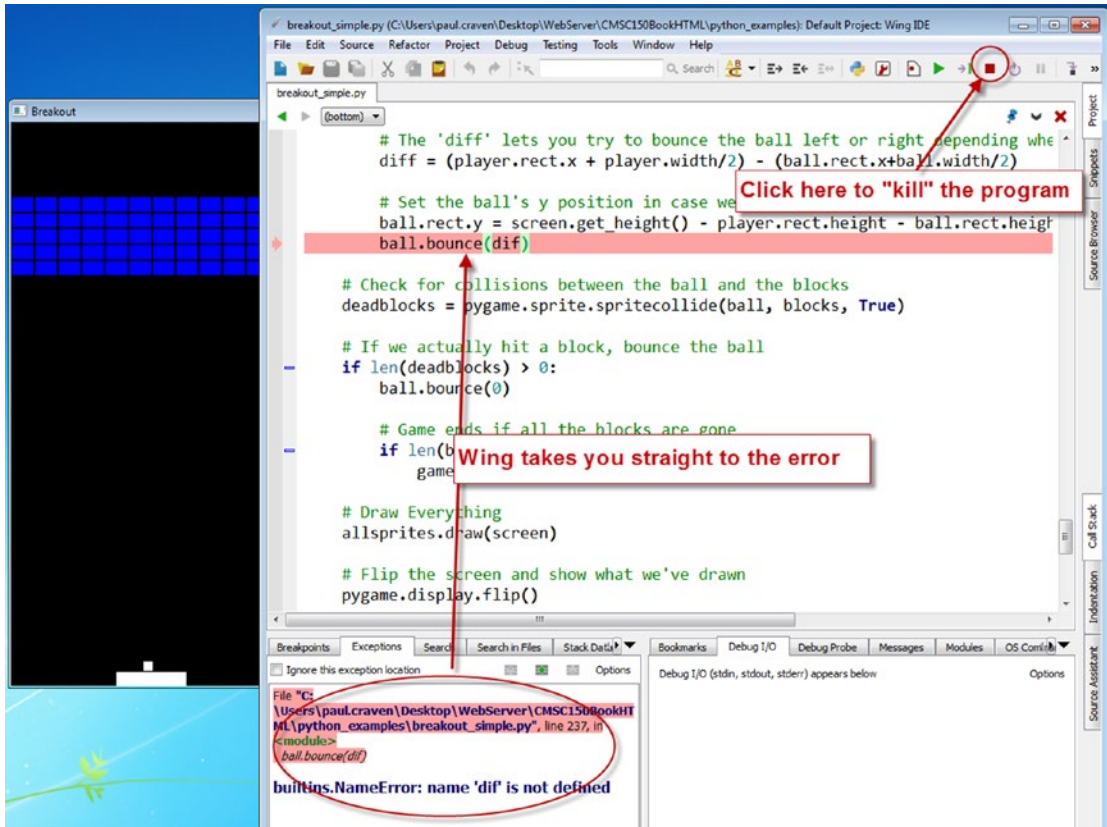 breakout_simple.py (C:\Users\paul.craven\Desktop\WebServer\CMSC150BookHTML\python_examples): Default Project: Wing IDE
File Edit Source Refactor Project Debug Testing Tools Window Help
Search
breakout_simple.py
Breakout
(bottom)
# The 'diff' lets you try to bounce the ball left or right depending whe
diff = (player.rect.x + player.width/2) - (ball.rect.x+ball.width/2)
Click here to "kill" the program
# Set the ball's y position in case we
ball.rect.y = screen.get_height() - player.rect.height - ball.rect.heigh
ball.bounce(dif)
# Check for collisions between the ball and the blocks
deadblocks = pygame.sprite.spritecollide(ball, blocks, True)
# If we actually hit a block, bounce the ball
if len(deadblocks) > 0:
ball.bounce(0)
# Game ends if all the blocks are gone
if len(b
Wing takes you straight to the error
game
# Draw Everything
allsprites.draw(screen)
# Flip the screen and show what we've drawn
pygame.display.flip()
Project
Snippets
Source Browser
Call Stack
Indentation
Source Assistant
Breakpoints Exceptions Search Search in Files Stack Data
Ignore this exception location Options
File "C:
\Users\paul.craven\Desktop\WebServer\CMSC150BookHT
ML\python_examples\breakout_simple.py", line 237, in
<module>
ball.bounce(dif)
builtins.NameError: name 'dif' is not defined
Bookmarks Debug I/O Debug Probe Messages Modules OS Com
Debug I/O (stdin, stdout, stderr) appears below Options